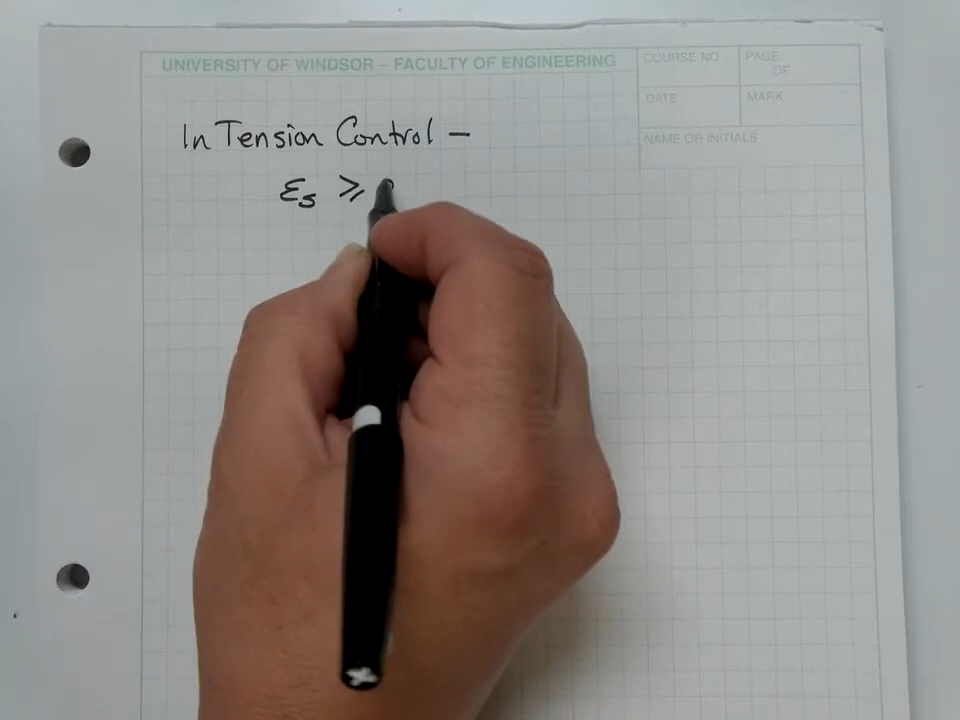 UNIVERSITY OF WINDSOR – FACULTY OF ENGINEERING
COURSE NO
PAGE
OF
DATE
MARK
NAME OR INITIALS
In Tension Control –
εs ⩾